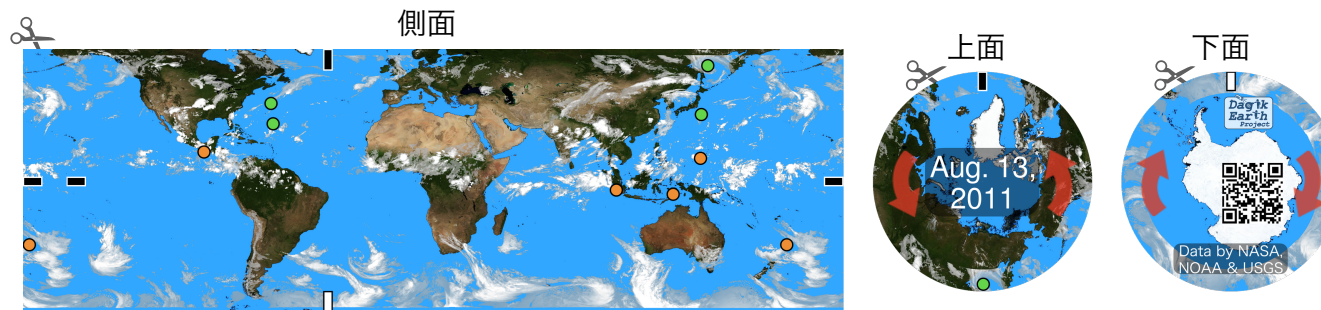 側面
上面
下面
Aug. 13,
2011
Dagik
Earth
Project
Data by NASA,
NOAA & USGS